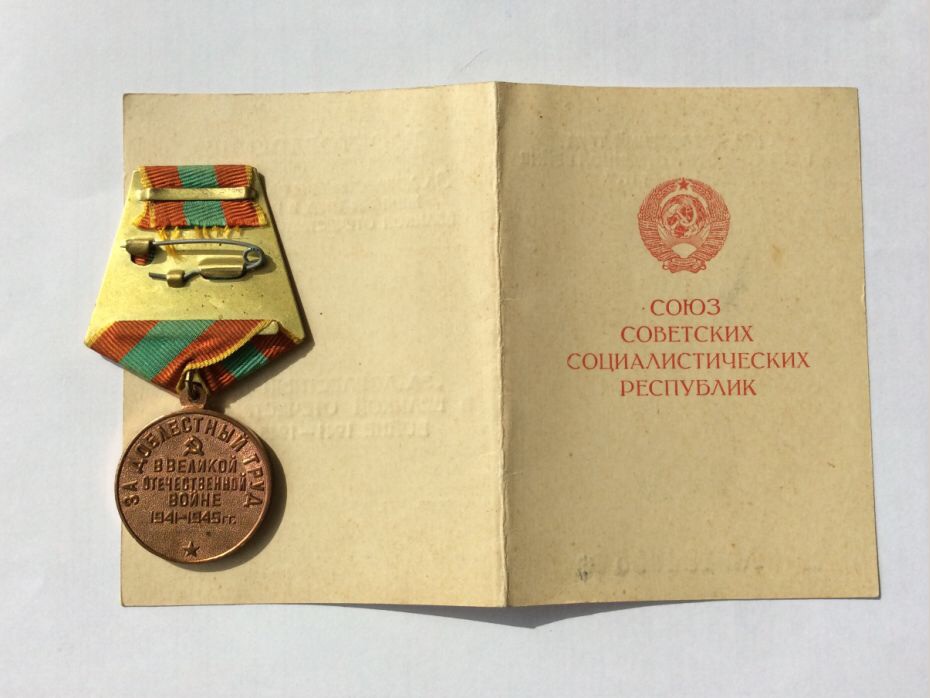 ЗА ДОБЛЕСТНЫЙ ТРУД
В ВЕЛИКОЙ
ОТЕЧЕСТВЕННОЙ
ВОЙНЕ
1941-1945 гг.
СОЮЗ
СОВЕТСКИХ
СОЦИАЛИСТИЧЕСКИХ
РЕСПУБЛИК